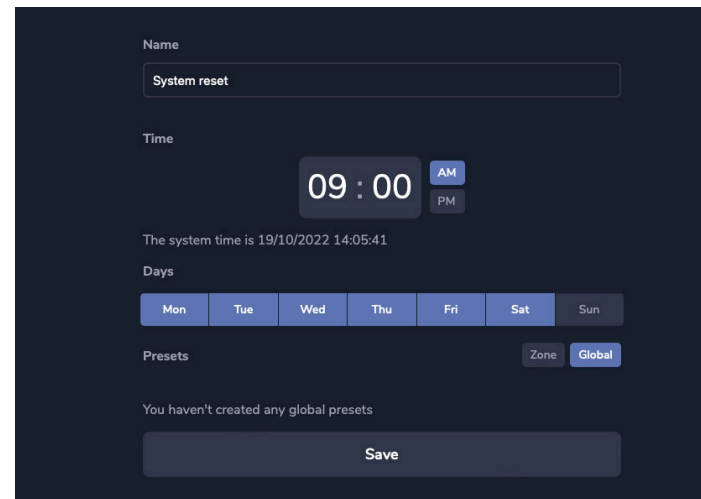 Name
System reset
Time
09 : 00
AM
PM
The system time is 19/10/2022 14:05:41
Days
Mon Tue Wed Thu Fri Sat Sun
Presets Zone Global
You haven't created any global presets
Save